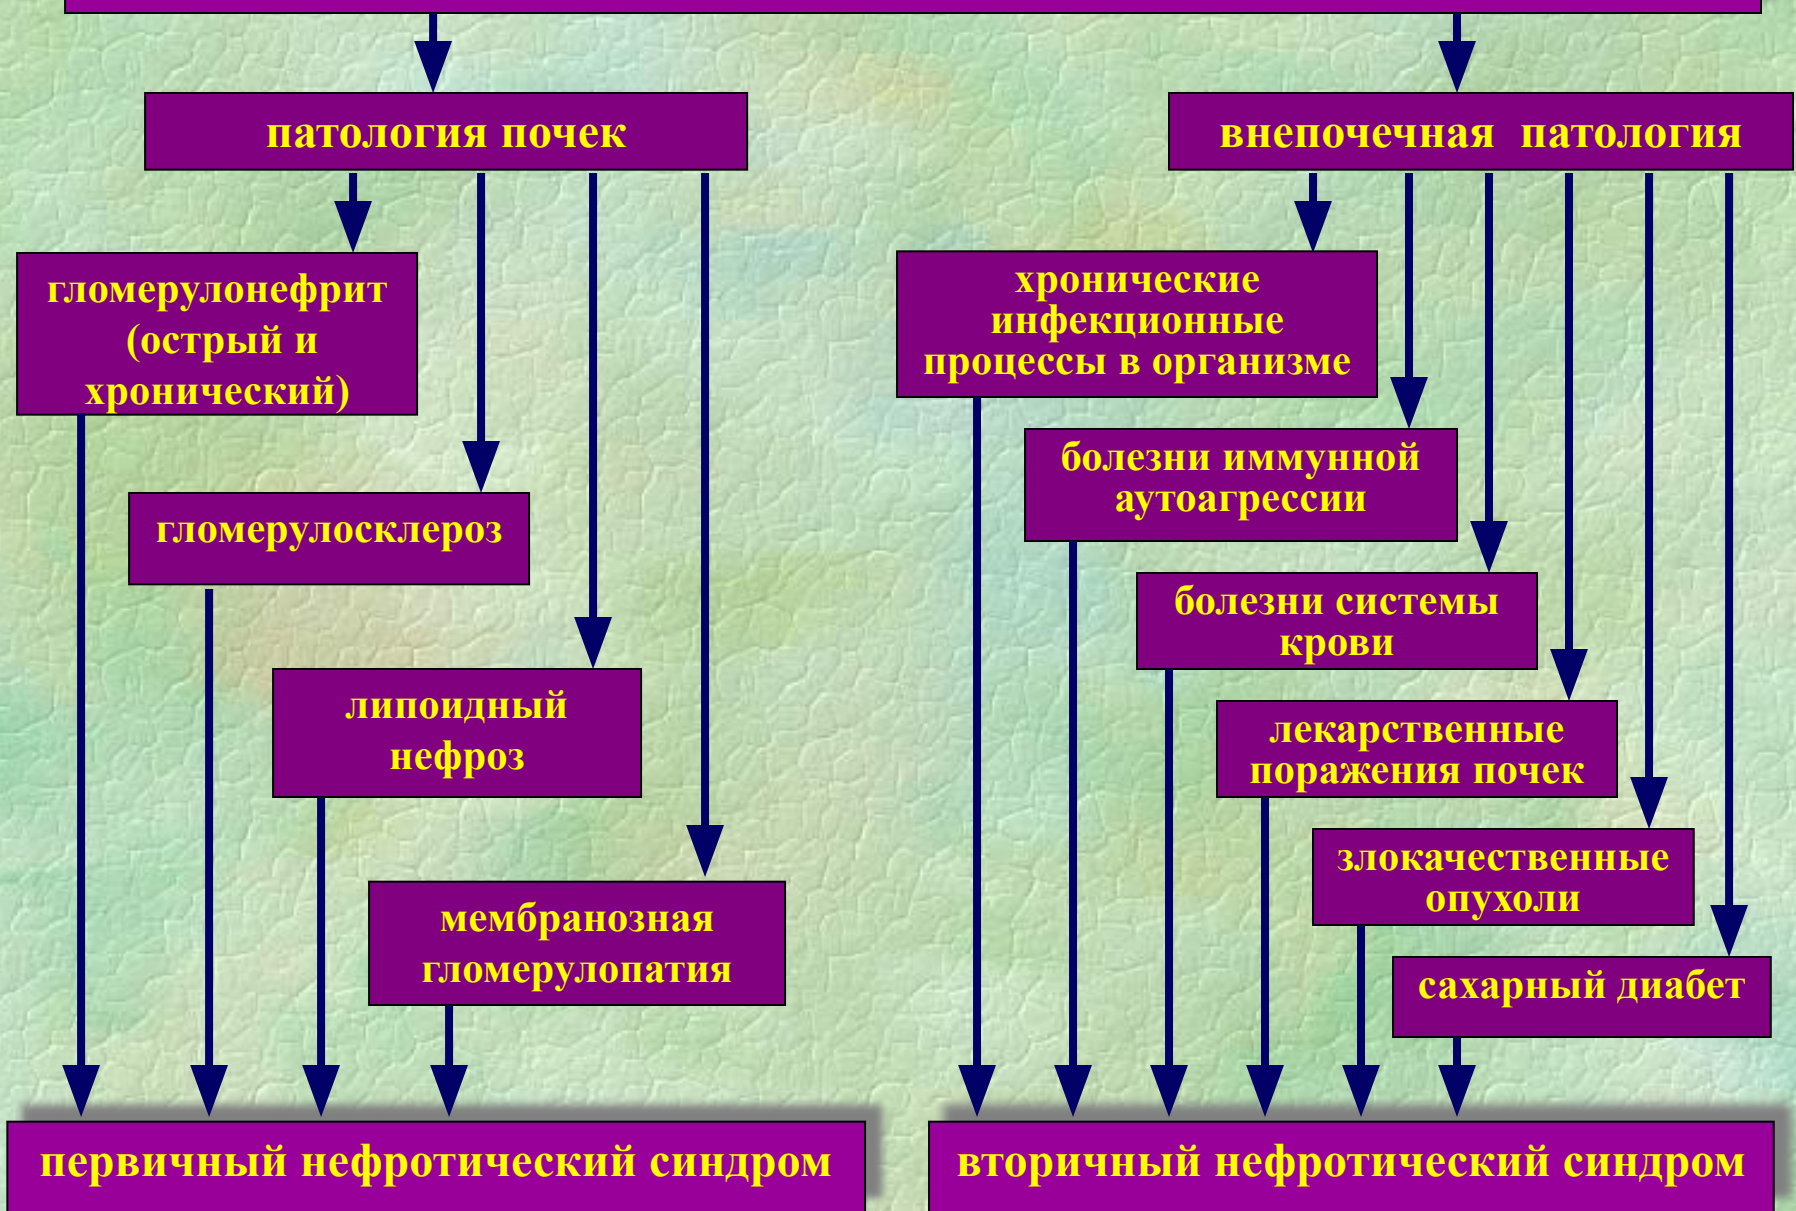 патология почек
внепочечная патология
гломерулонефрит
(острый и
хронический)
гломерулосклероз
липоидный
нефроз
мембранозная
гломерулопатия
хронические
инфекционные
процессы в организме
болезни иммунной
аутоагрессии
болезни системы
крови
лекарственные
поражения почек
злокачественные
опухоли
сахарный диабет
первичный нефротический синдром
вторичный нефротический синдром